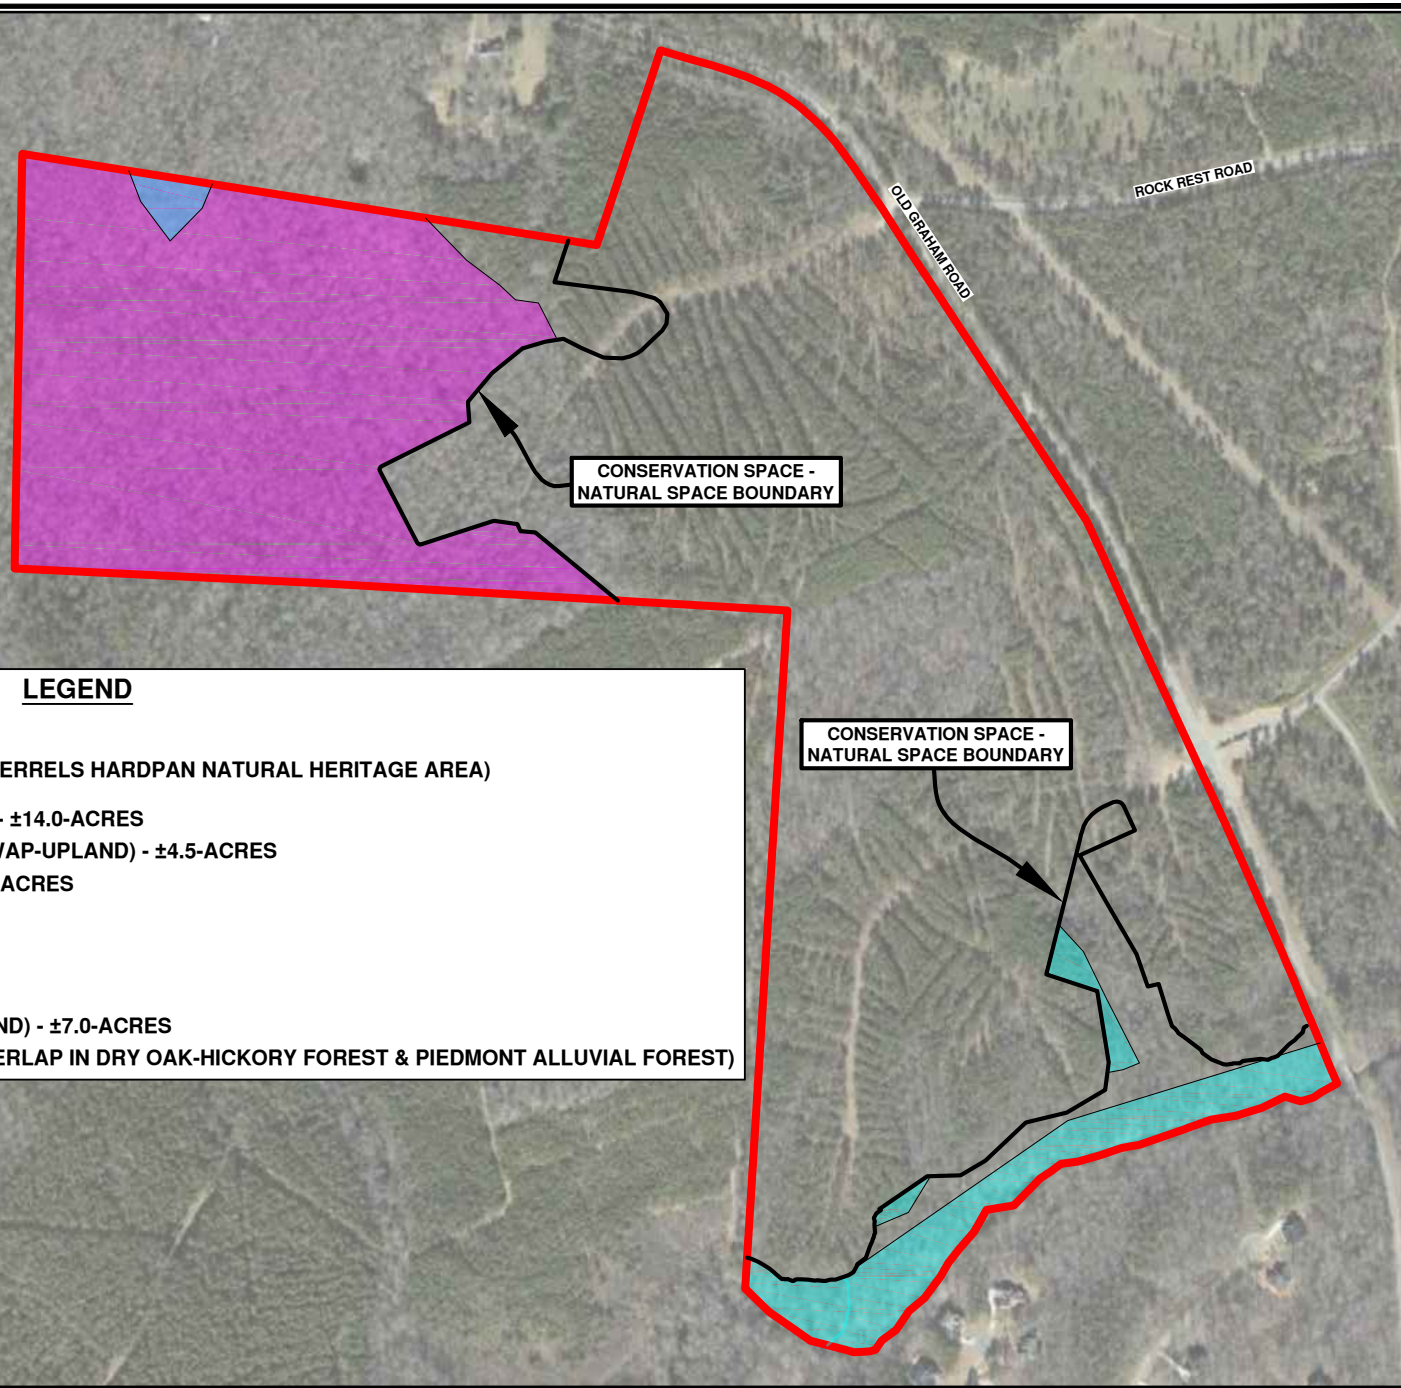 ROCK REST ROAD
OLD GRAHAM ROAD
CONSERVATION SPACE -
NATURAL SPACE BOUNDARY
LEGEND
ERRELS HARDPAN NATURAL HERITAGE AREA)
- ±14.0-ACRES
/AP-UPLAND) - ±4.5-ACRES
ACRES
ND) - ±7.0-ACRES
ERLAP IN DRY OAK-HICKORY FOREST & PIEDMONT ALLUVIAL FOREST)
CONSERVATION SPACE -
NATURAL SPACE BOUNDARY